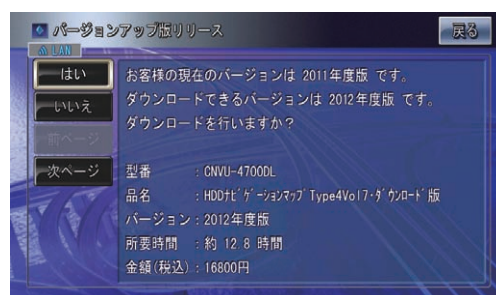 バージョンアップ版リリース
戻る
LAN
はい
いいえ
前ページ
次ページ
お客様の現在のバージョンは 2011年度版 です。
ダウンロードできるバージョンは 2012年度版 です。
ダウンロードを行いますか？
型番 : CNVU-4700DL
品名 : HDDﾅﾋﾞｹﾞｰｼｮﾝﾏｯﾌﾟ Type4Vol7・ﾀﾞｳﾝﾛｰﾄﾞ版
バージョン : 2012年度版
所要時間 : 約 12.8 時間
金額(税込) : 16800円